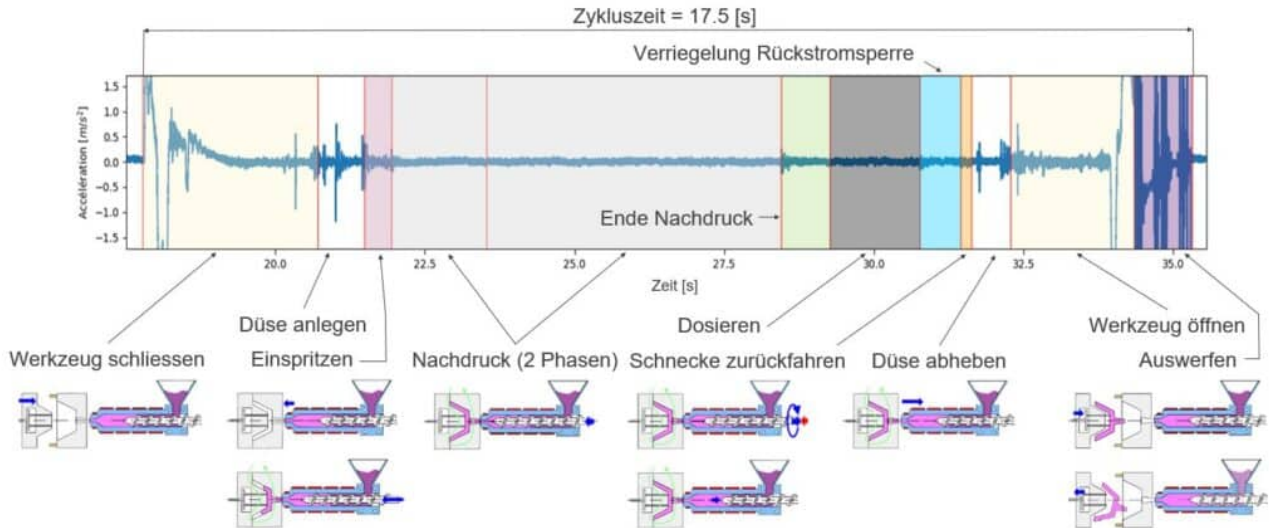 Zykluszeit = 17.5 [s]
Verriegelung Rückstromsperre
Accélération [m/s²]
1.5
1.0
0.5
0.0
−0.5
−1.0
−1.5
Ende Nachdruck
20.0 22.5 25.0 27.5 30.0 32.5 35.0
Zeit [s]
Düse anlegen Dosieren Werkzeug öffnen
Werkzeug schliessen Einspritzen Nachdruck (2 Phasen) Schnecke zurückfahren Düse abheben Auswerfen